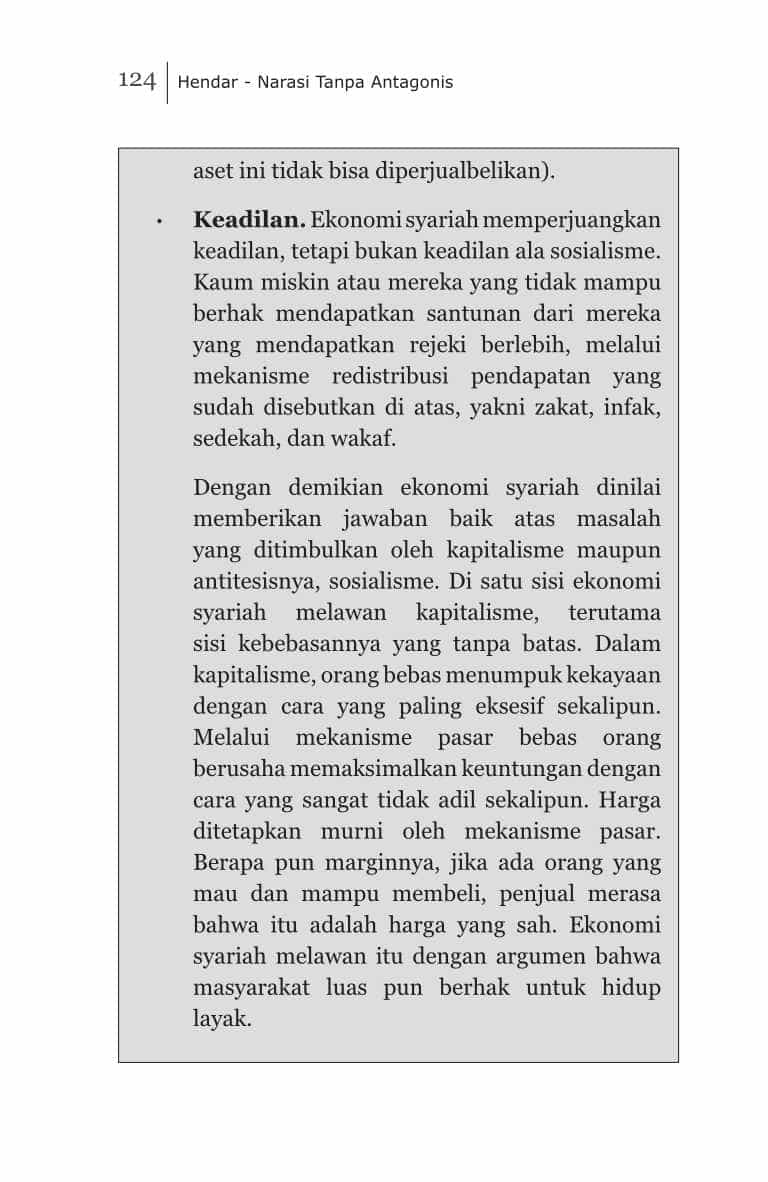 124 Hendar - Narasi Tanpa Antagonis
aset ini tidak bisa diperjualbelikan).
• Keadilan. Ekonomi syariah memperjuangkan
keadilan, tetapi bukan keadilan ala sosialisme.
Kaum miskin atau mereka yang tidak mampu
berhak mendapatkan santunan dari mereka
yang mendapatkan rejeki berlebih, melalui
mekanisme redistribusi pendapatan yang
sudah disebutkan di atas, yakni zakat, infak,
sedekah, dan wakaf.
Dengan demikian ekonomi syariah dinilai
memberikan jawaban baik atas masalah
yang ditimbulkan oleh kapitalisme maupun
antitesisnya, sosialisme. Di satu sisi ekonomi
syariah melawan kapitalisme, terutama
sisi kebebasannya yang tanpa batas. Dalam
kapitalisme, orang bebas menumpuk kekayaan
dengan cara yang paling eksesif sekalipun.
Melalui mekanisme pasar bebas orang
berusaha memaksimalkan keuntungan dengan
cara yang sangat tidak adil sekalipun. Harga
ditetapkan murni oleh mekanisme pasar.
Berapa pun marginnya, jika ada orang yang
mau dan mampu membeli, penjual merasa
bahwa itu adalah harga yang sah. Ekonomi
syariah melawan itu dengan argumen bahwa
masyarakat luas pun berhak untuk hidup
layak.